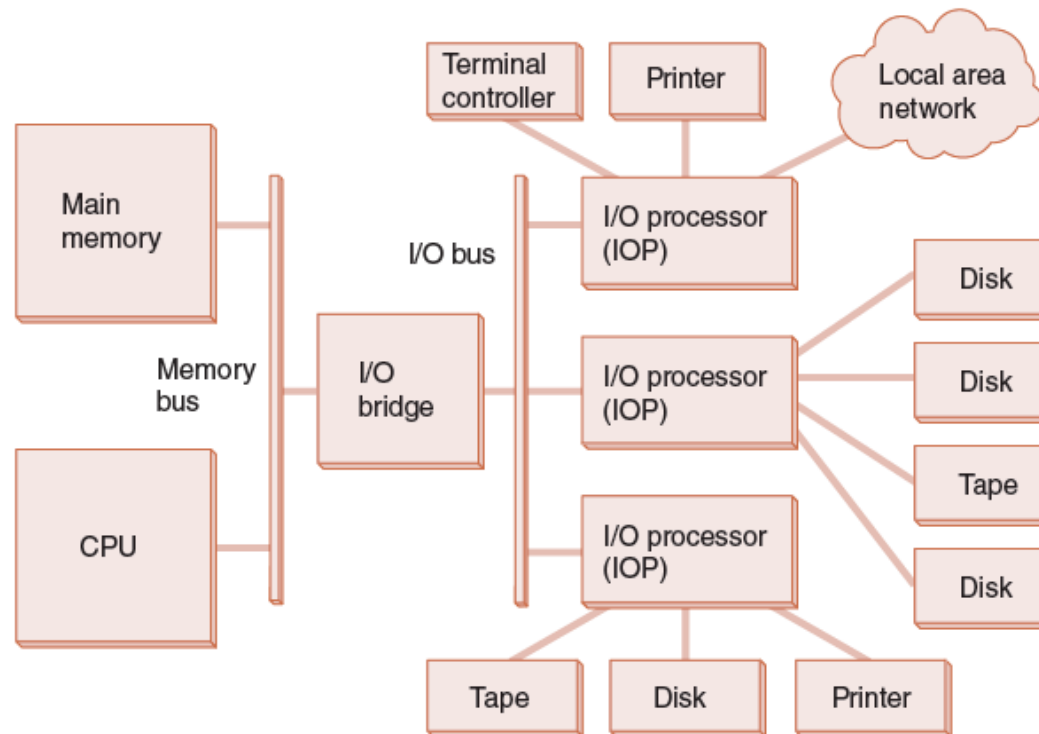 Terminal
controller
Printer
Local area
network
Main
memory
I/O bus
I/O processor
(IOP)
Disk
Memory
bus
I/O
bridge
I/O processor
(IOP)
Disk
Tape
CPU
I/O processor
(IOP)
Disk
Tape
Disk
Printer